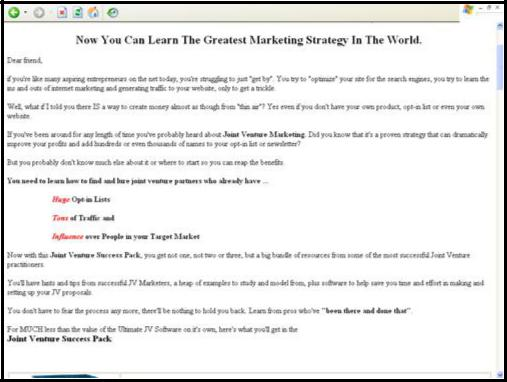 Now You Can Learn The Greatest Marketing Strategy In The World.
Dear friend,
if you're like many aspiring entrepreneurs on the net today, you're struggling to just "get by". You try to "optimize" your site for the search engines, you try to learn the
ins and outs of internet marketing and generating traffic to your website, only to get a trickle.
Well, what if I told you there IS a way to create money almost as though from "thin air"? Yes even if you don't have your own product, opt-in list or even your own
website.
If you've been around for any length of time you've probably heard about Joint Venture Marketing. Did you know that it's a proven strategy that can dramatically
improve your profits and add hundreds or even thousands of names to your opt-in list or newsletter?
But you probably don't know much else about it or where to start so you can reap the benefits.
You need to learn how to find and lure joint venture partners who already have ...
Huge Opt-in Lists
Tons of Traffic and
Influence over People in your Target Market
Now with this Joint Venture Success Pack, you get not one, not two or three, but a big bundle of resources from some of the most successful Joint Venture
practitioners.
You'll have hints and tips from successful JV Marketers, a heap of examples to study and model from, plus software to help save you time and effort in making and
setting up your JV proposals.
You don't have to fear the process any more, there'll be nothing to hold you back. Learn from pros who've "been there and done that".
For MUCH less than the value of the Ultimate JV Software on it's own, here's what you'll get in the
Joint Venture Success Pack